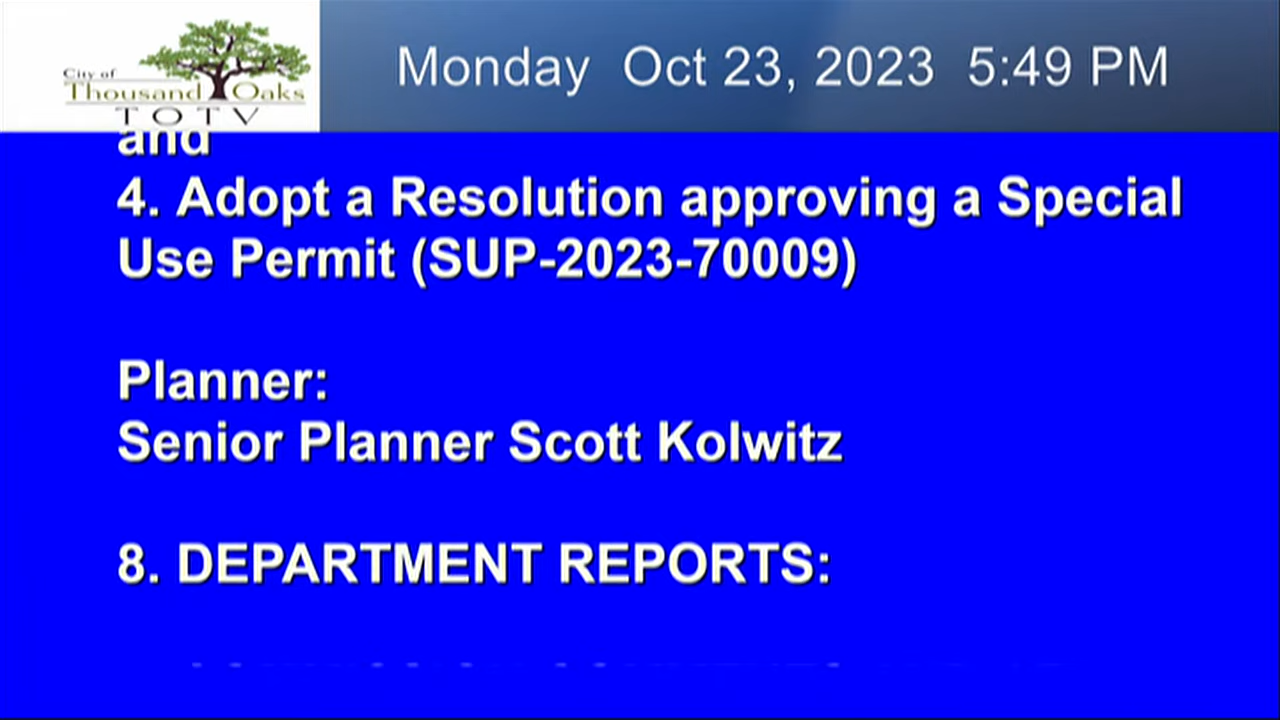 City of
Thousand Oaks
TOTV
Monday Oct 23, 2023 5:49 PM
and
4. Adopt a Resolution approving a Special
Use Permit (SUP-2023-70009)
Planner:
Senior Planner Scott Kolwitz
8. DEPARTMENT REPORTS: